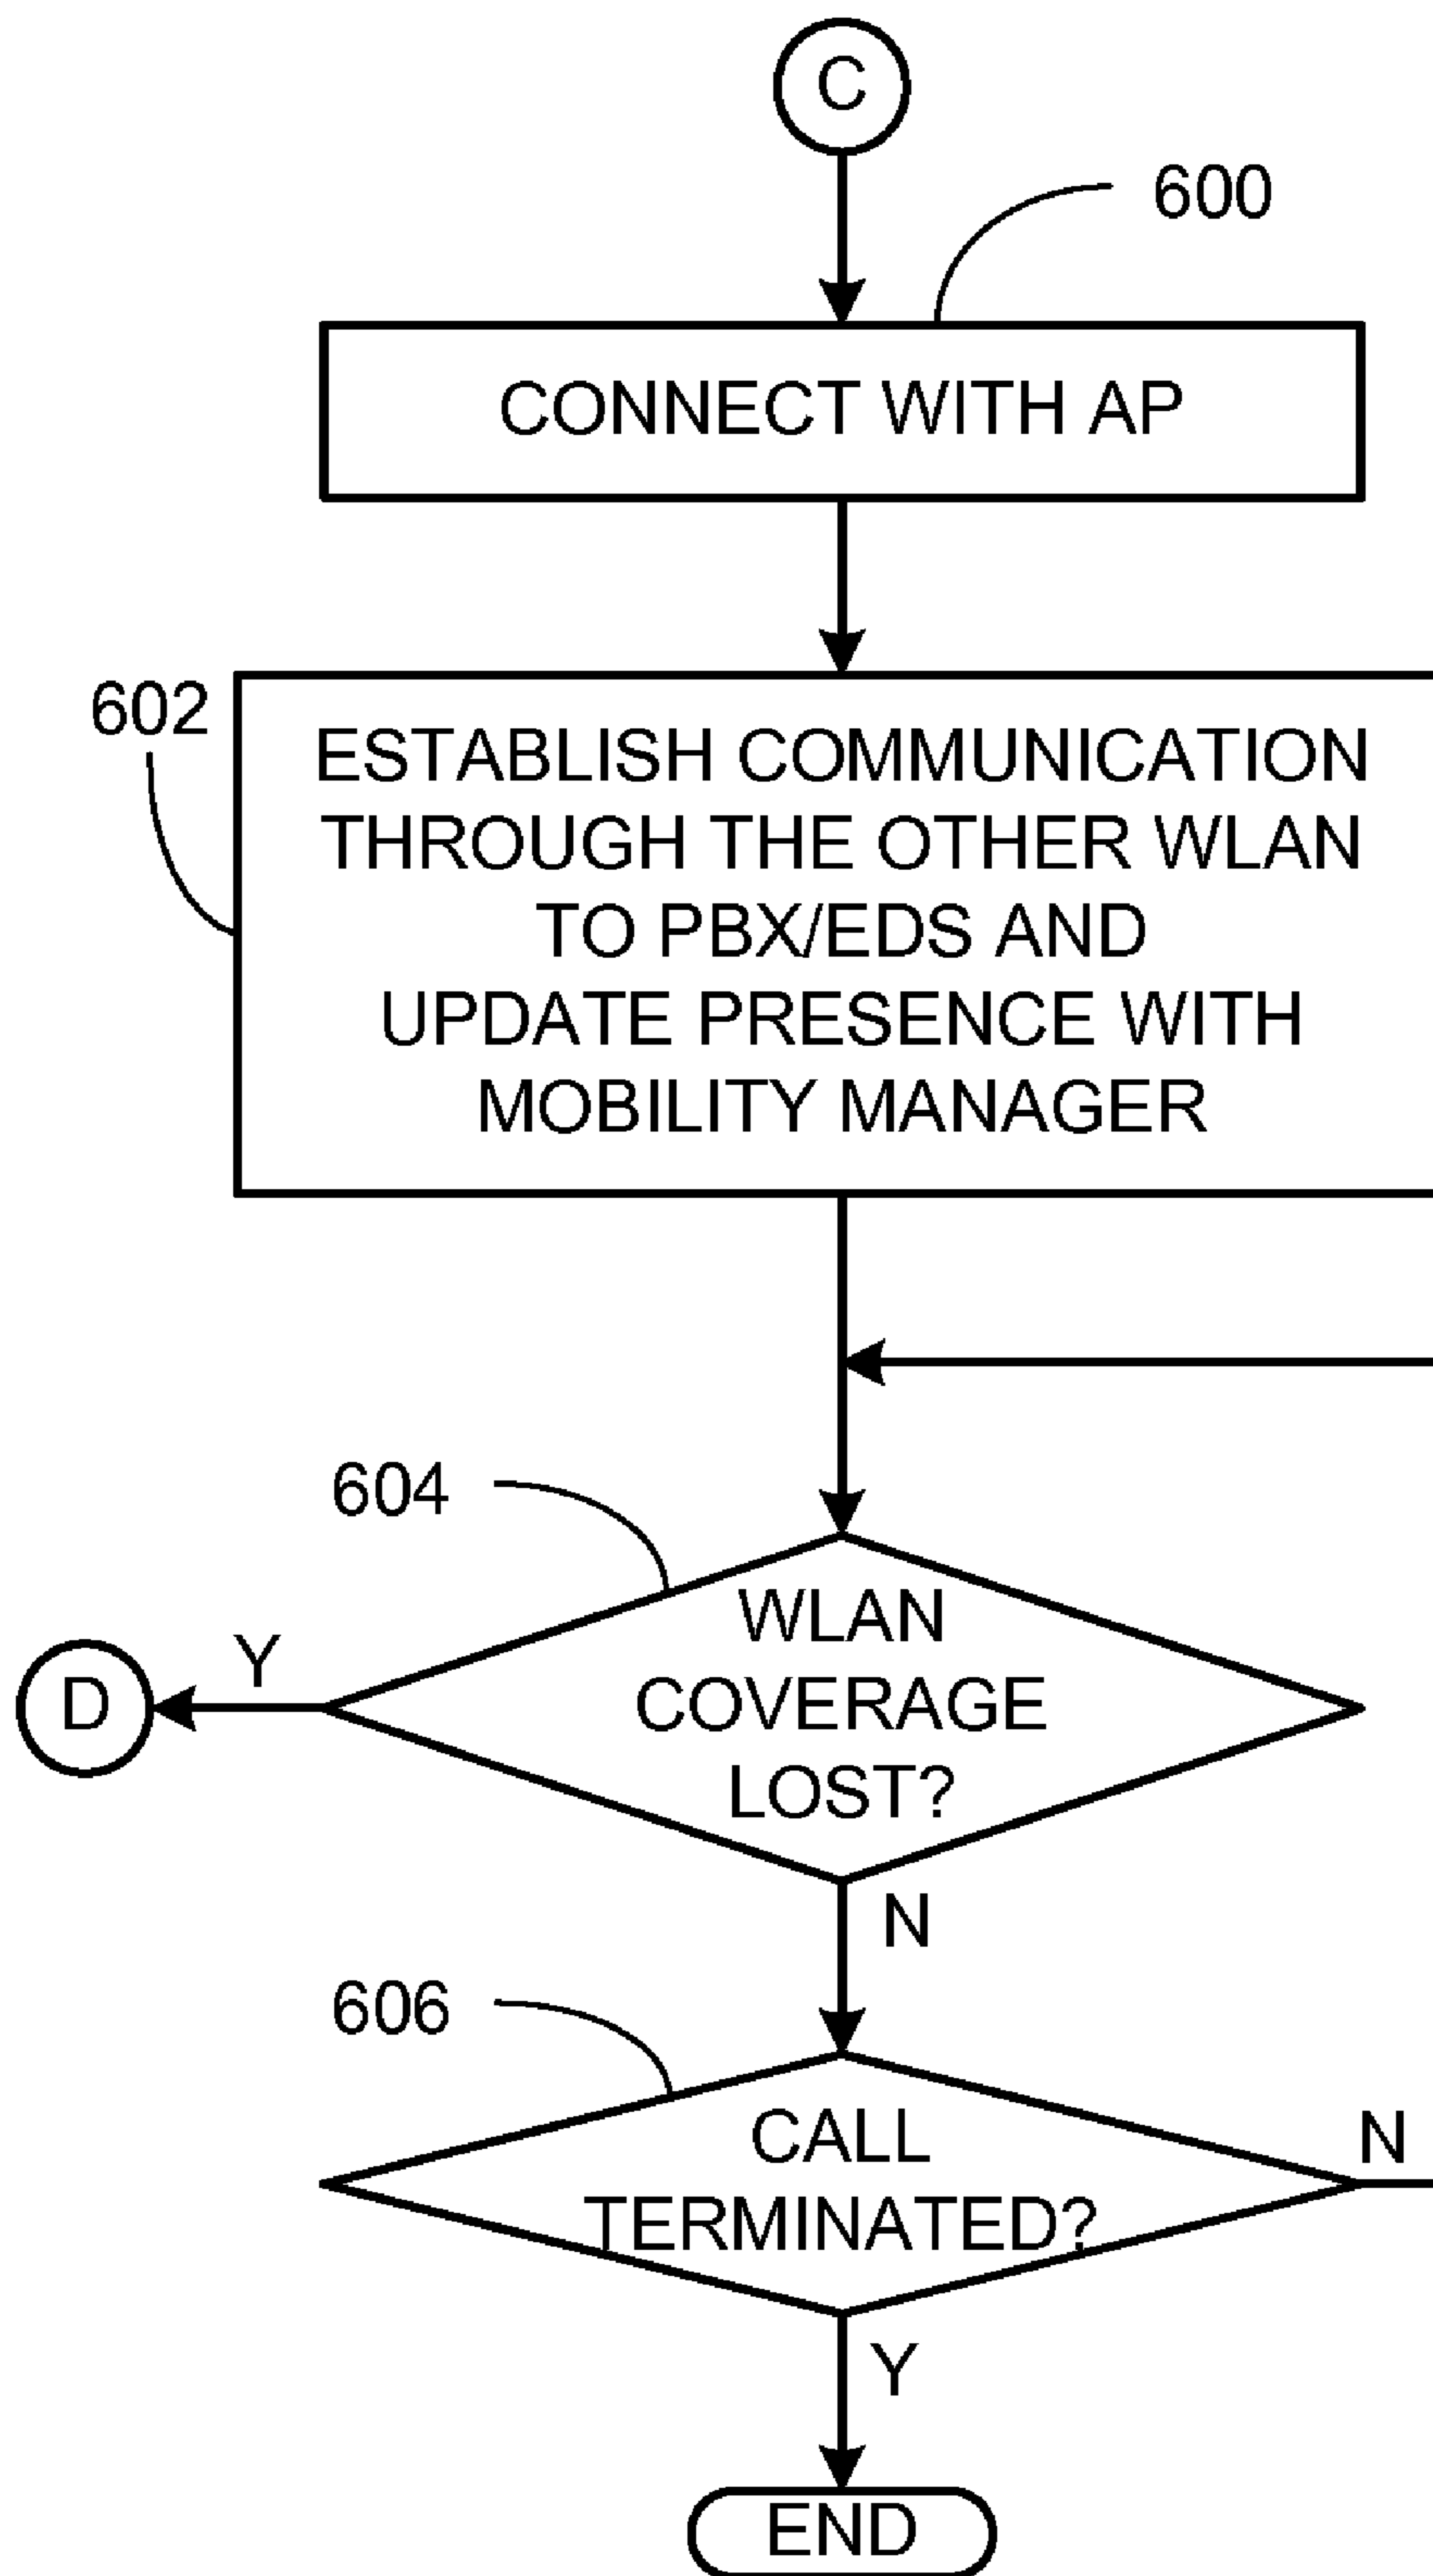 C
600
CONNECT WITH AP
602
ESTABLISH COMMUNICATION
THROUGH THE OTHER WLAN
TO PBX/EDS AND
UPDATE PRESENCE WITH
MOBILITY MANAGER
604
WLAN
COVERAGE
LOST?
Y
D
N
606
CALL
TERMINATED?
N
Y
END